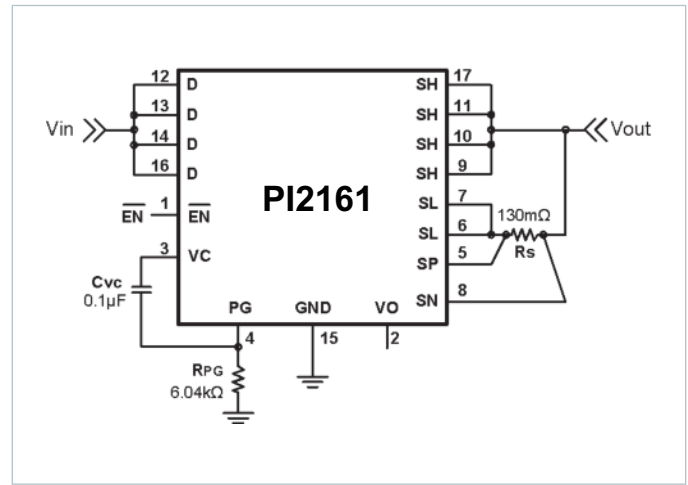 12 D SH 17
13 D SH 11
Vin Vout
14 D SH 10
16 D SH 9
PI2161
SL 7
130mΩ
EN 1 EN
SL 6
Rs
3 VC SP 5
Cvc
0.1µF
SN 8
PG GND VO
4 15 2
RPG
6.04kΩ